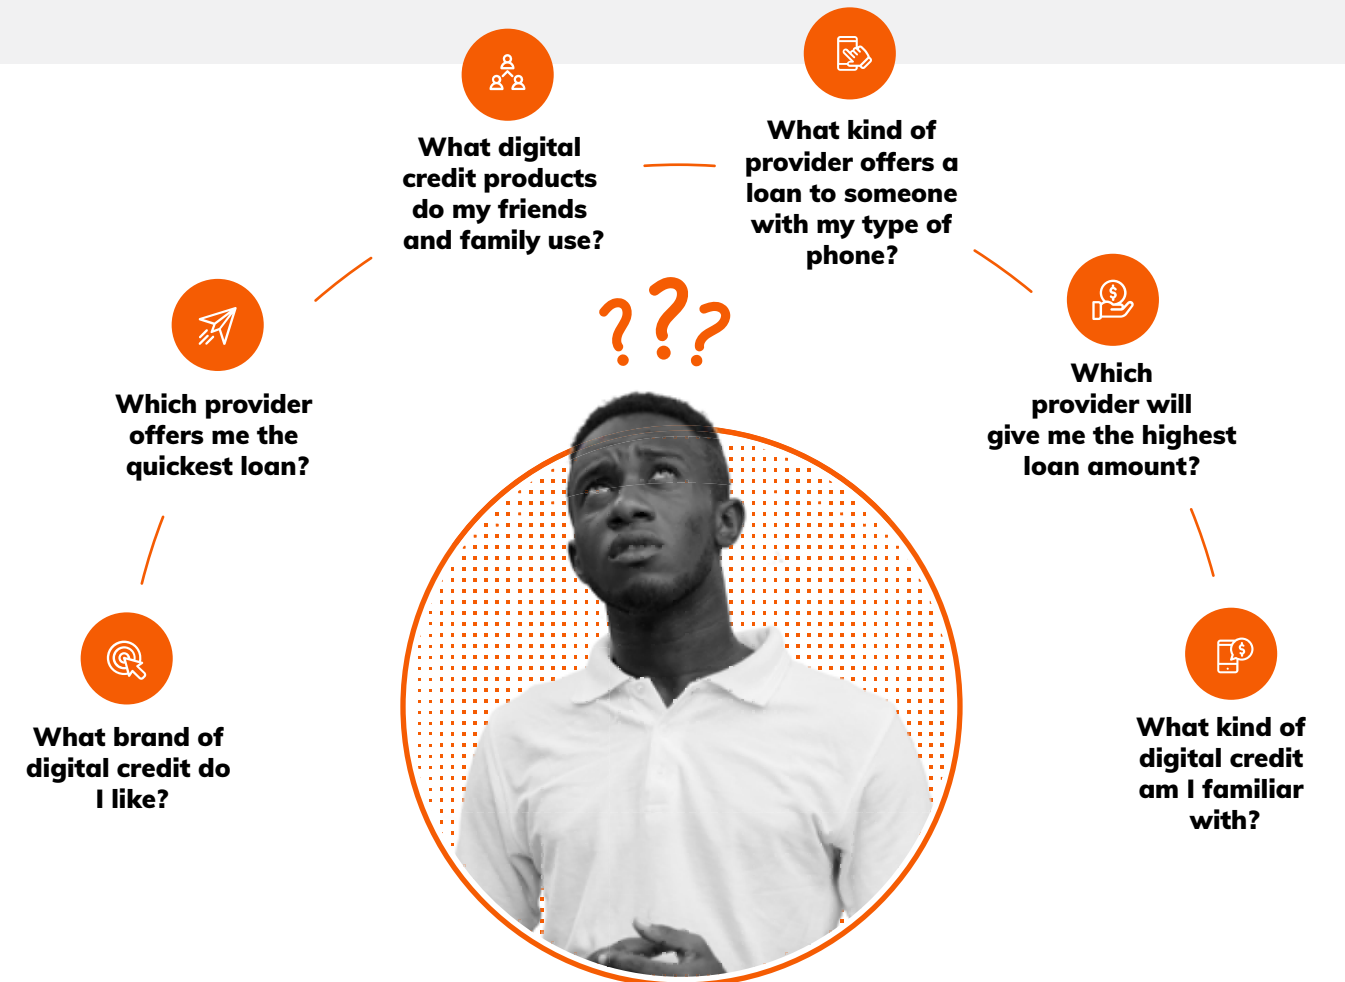 What digital
credit products
do my friends
and family use?
What kind of
provider offers a
loan to someone
with my type of
phone?
Which provider
offers me the
quickest loan?
???
Which
provider will
give me the highest
loan amount?
What brand of
digital credit do
I like?
What kind of
digital credit
am I familiar
with?